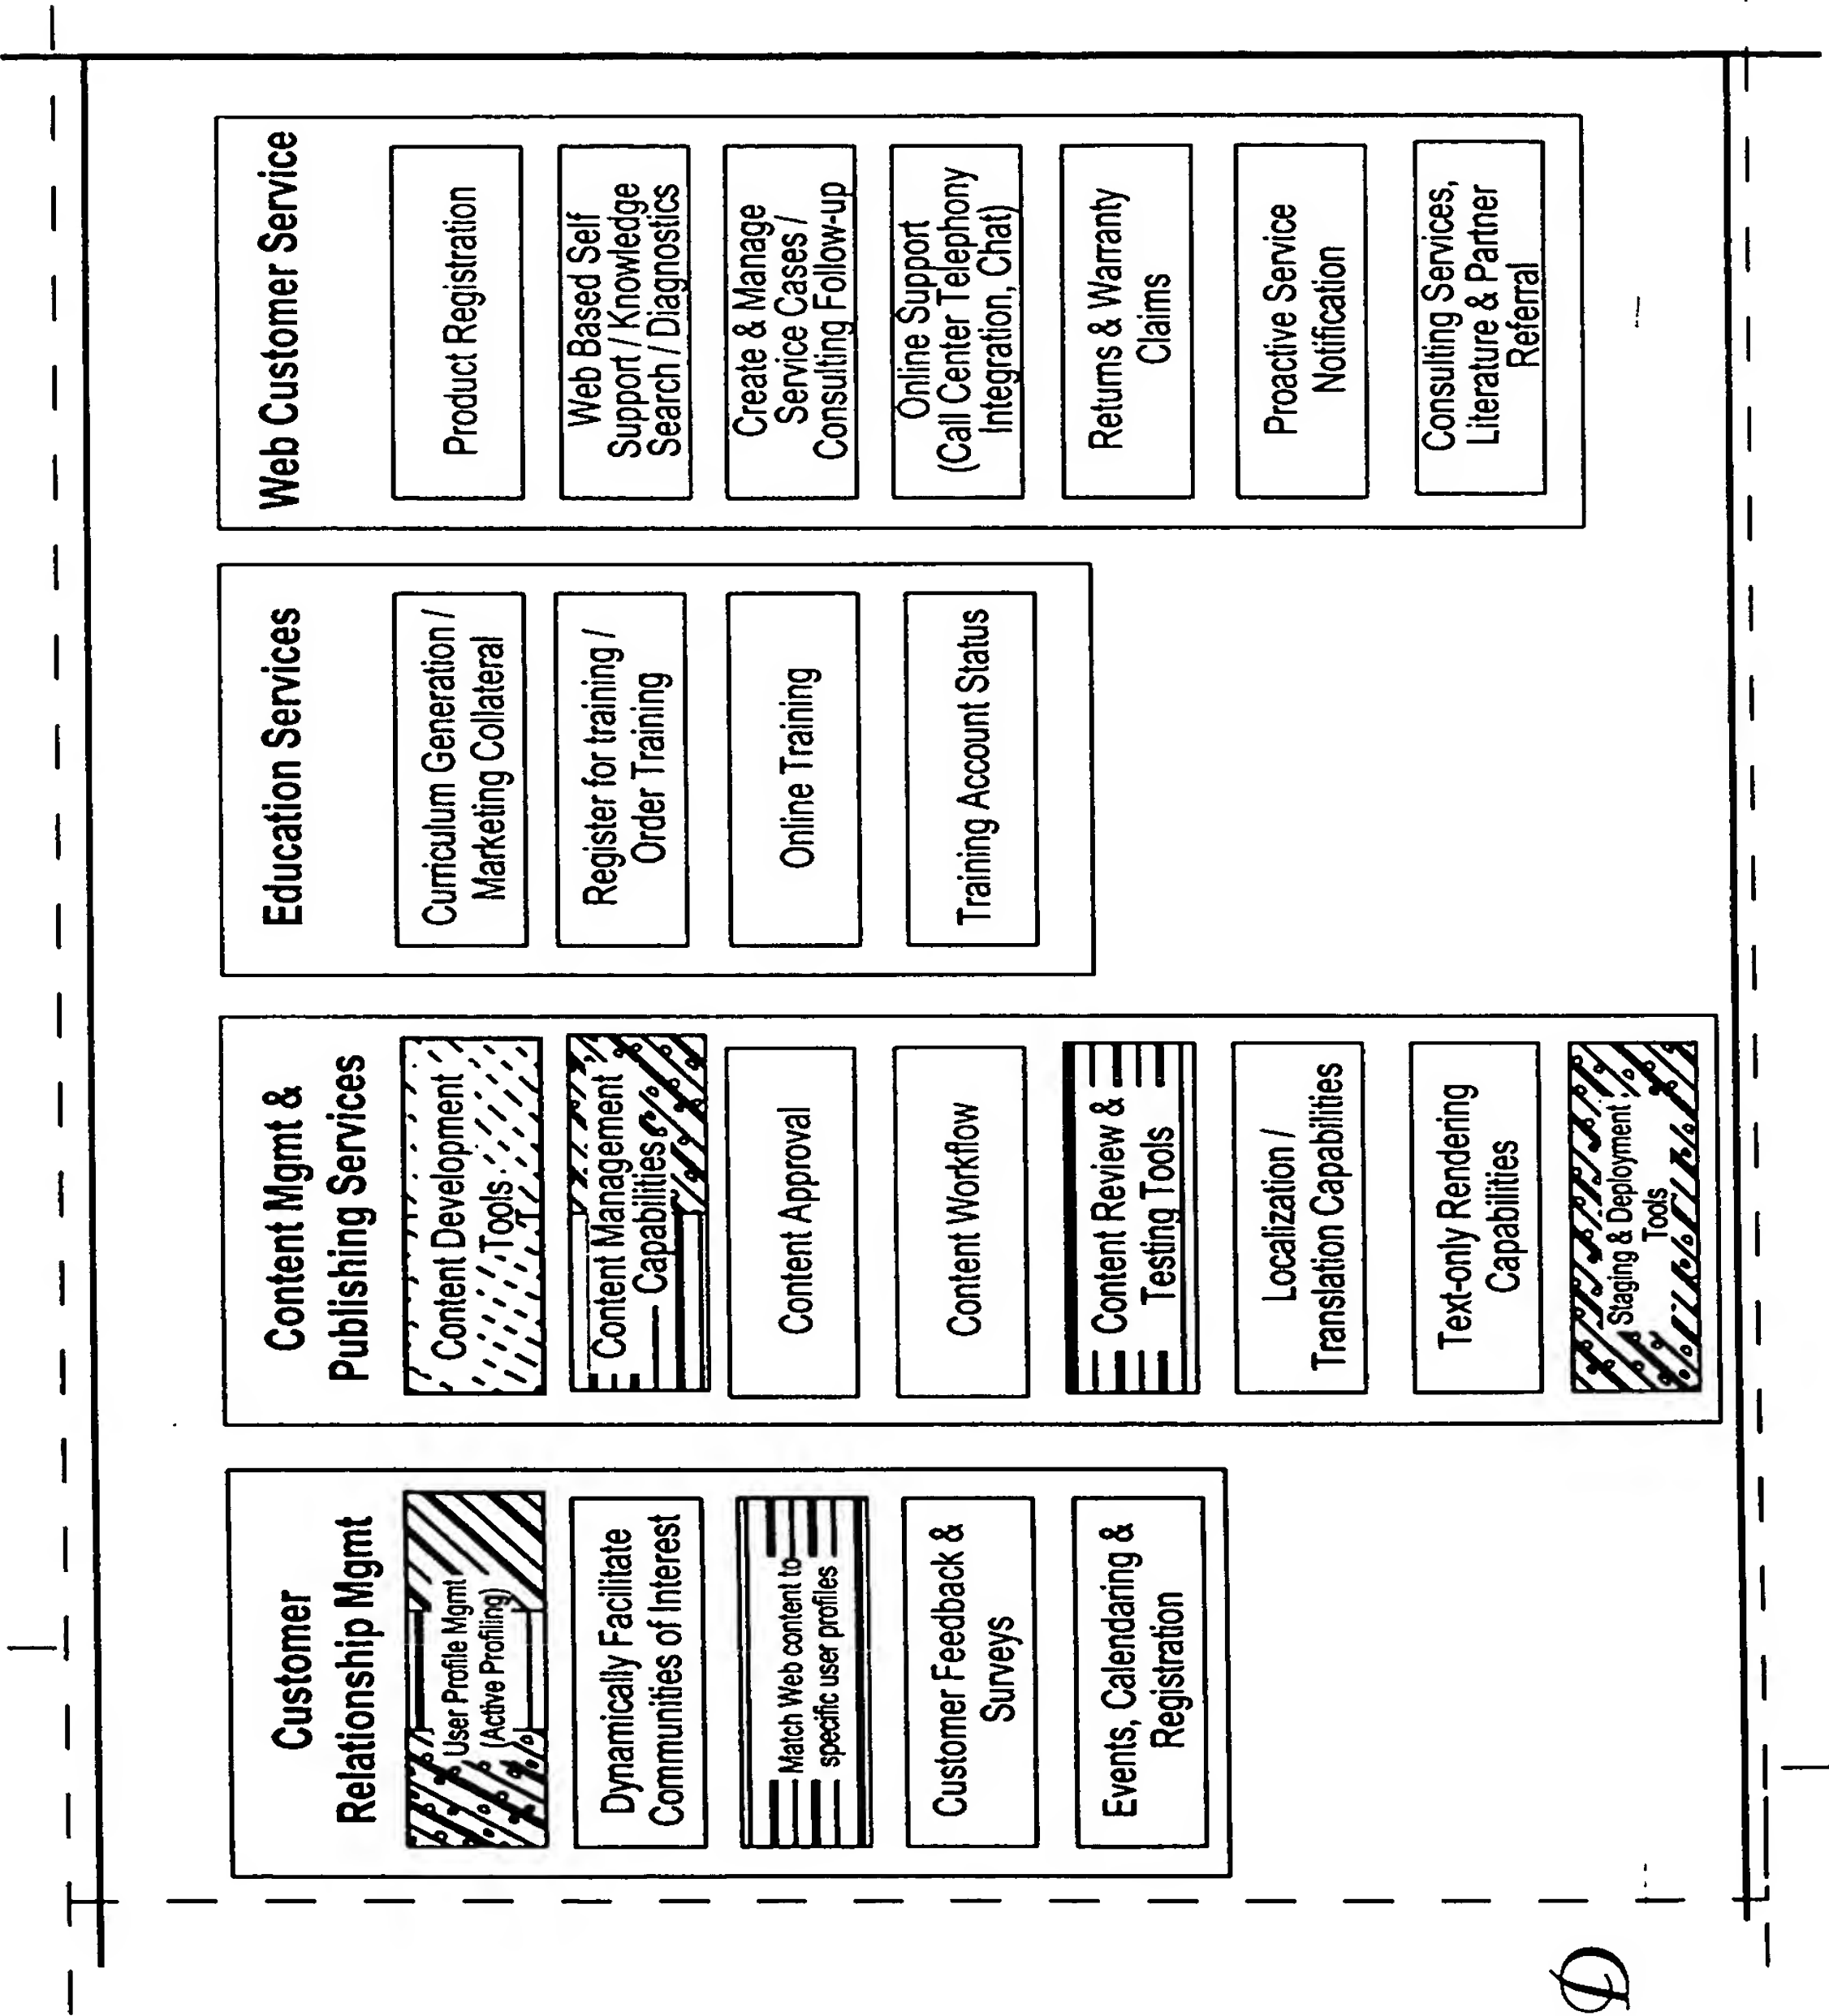 Customer
Relationship Mgmt
User Profile Mgmt
(Active Profiling)
Dynamically Facilitate
Communities of Interest
Match Web content to
specific user profiles
Customer Feedback &
Surveys
Events, Calendaring &
Registration
Content Mgmt &
Publishing Services
Content Development
Tools
Content Management
Capabilities
Content Approval
Content Workflow
Content Review &
Testing Tools
Localization /
Translation Capabilities
Text-only Rendering
Capabilities
Staging & Deployment
Tools
Education Services
Curriculum Generation /
Marketing Collateral
Register for training /
Order Training
Online Training
Training Account Status
Web Customer Service
Product Registration
Web Based Self
Support / Knowledge
Search / Diagnostics
Create & Manage
Service Cases /
Consulting Follow-up
Online Support
(Call Center Telephony
Integration, Chat)
Returns & Warranty
Claims
Proactive Service
Notification
Consulting Services,
Literature & Partner
Referral
D